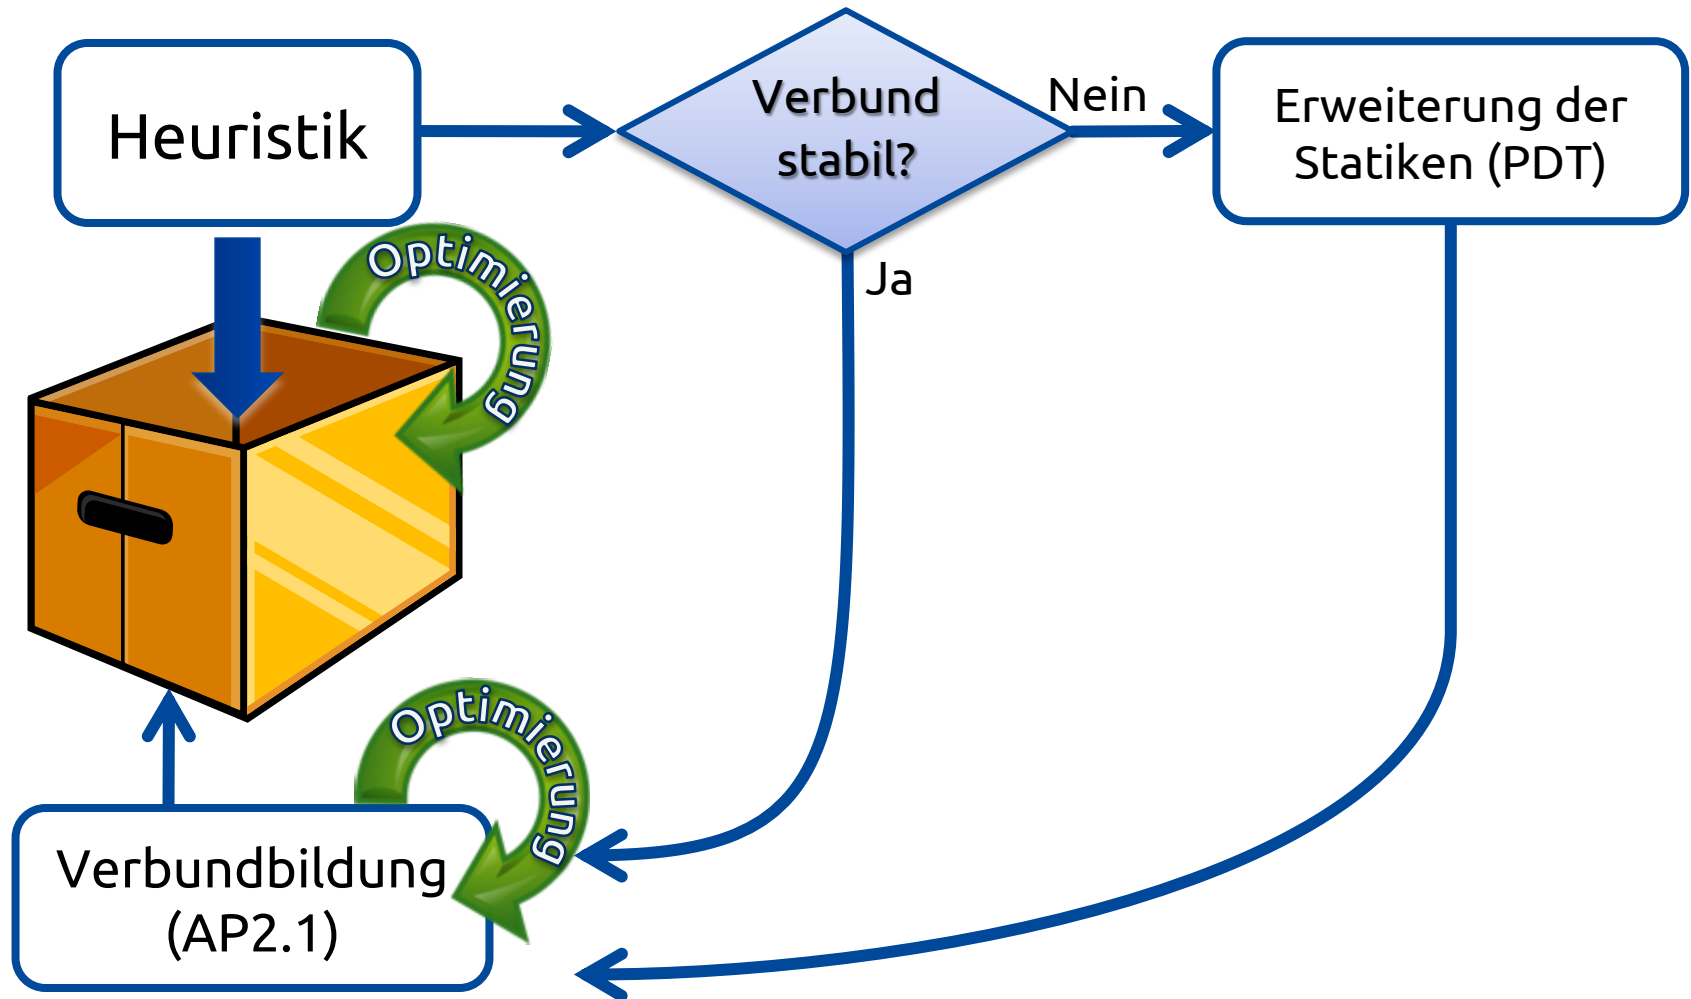 Heuristik
Verbund
stabil?
Nein
Erweiterung der
Statiken (PDT)
Optimierung
Ja
Optimierung
Verbundbildung
(AP2.1)